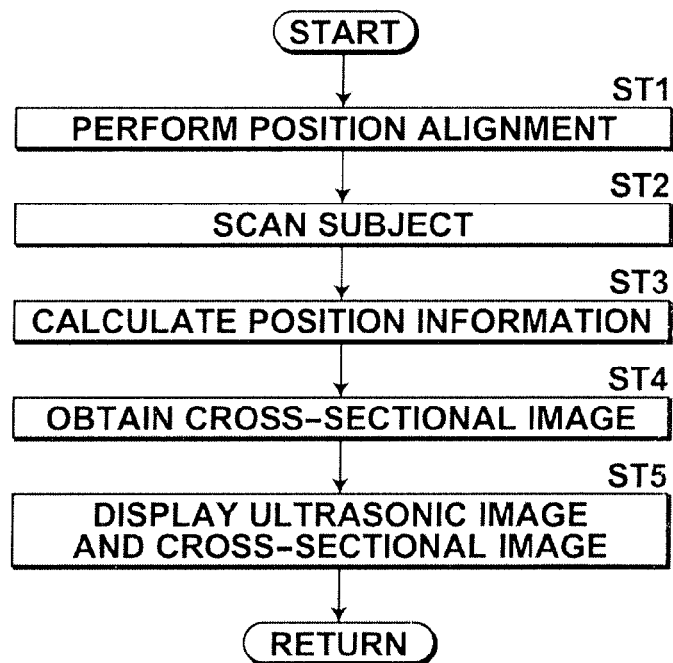 START
ST1
PERFORM POSITION ALIGNMENT
ST2
SCAN SUBJECT
ST3
CALCULATE POSITION INFORMATION
ST4
OBTAIN CROSS-SECTIONAL IMAGE
ST5
DISPLAY ULTRASONIC IMAGE
AND CROSS-SECTIONAL IMAGE
RETURN